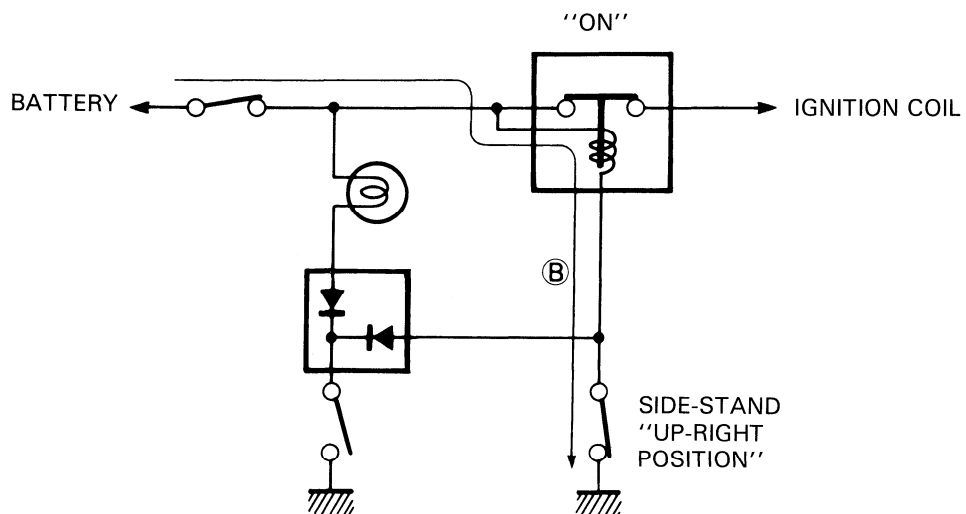 "ON"
BATTERY
IGNITION COIL
B
SIDE-STAND
"UP-RIGHT
POSITION"